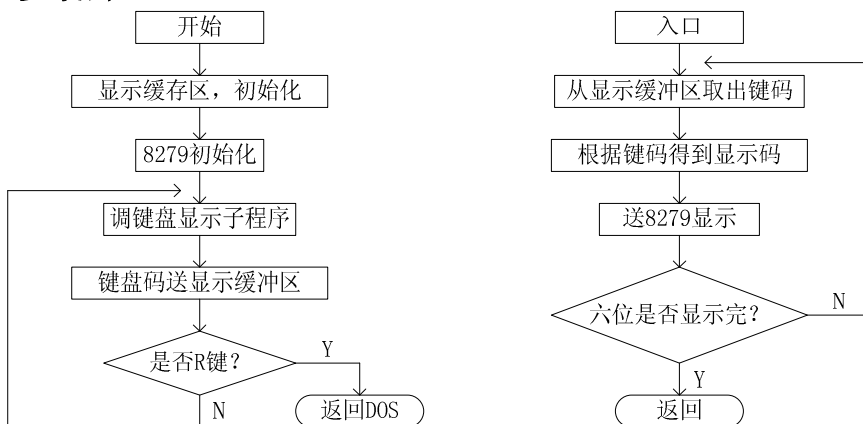 开始
显示缓存区，初始化
8279初始化
调键盘显示子程序
键盘码送显示缓冲区
是否R键？
Y
N
返回DOS
入口
从显示缓冲区取出键码
根据键码得到显示码
送8279显示
六位是否显示完？
N
Y
返回